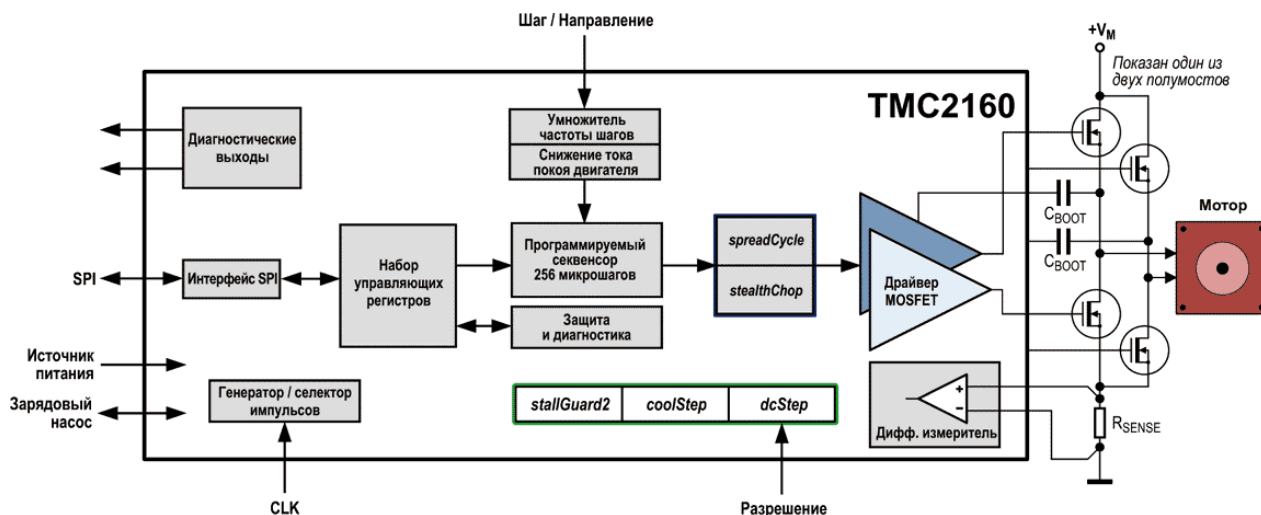 Шаг / Направление
+VM
Показан один из
двух полумостов
TMC2160
Диагностические
выходы
Умножитель
частоты шагов
Снижение тока
покоя двигателя
CBOOT
Мотор
SPI
Интерфейс SPI
Набор
управляющих
регистров
Программируемый
секвенсор
256 микрошагов
spreadCycle
stealthChop
Драйвер
MOSFET
CBOOT
Защита
и диагностика
Источник
питания
Зарядовый
насос
Генератор / селектор
импульсов
stallGuard2
coolStep
dcStep
+
−
Дифф. измеритель
RSENSE
CLK
Разрешение